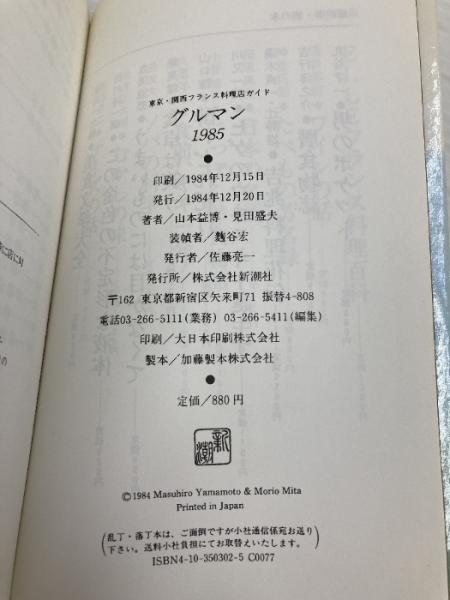 東京・関西フランス料理店ガイド
グルマン
1985
●
印刷/1984年12月15日
発行/1984年12月20日
著者/山本益博・見田盛夫
装幀者/麴谷宏
発行者/佐藤亮一
発行所/株式会社新潮社
〒162 東京都新宿区矢来町71 振替4-808
電話03-266-5111(業務) 03-266-5411(編集)
印刷/大日本印刷株式会社
製本/加藤製本株式会社
●
定価/880円
新潮
©1984 Masuhiro Yamamoto & Morio Mita
Printed in Japan
(乱丁・落丁本は、ご面倒ですが小社通信係宛お送り
下さい。送料小社負担にてお取替えいたします。)
ISBN4-10-350302-5 C0077